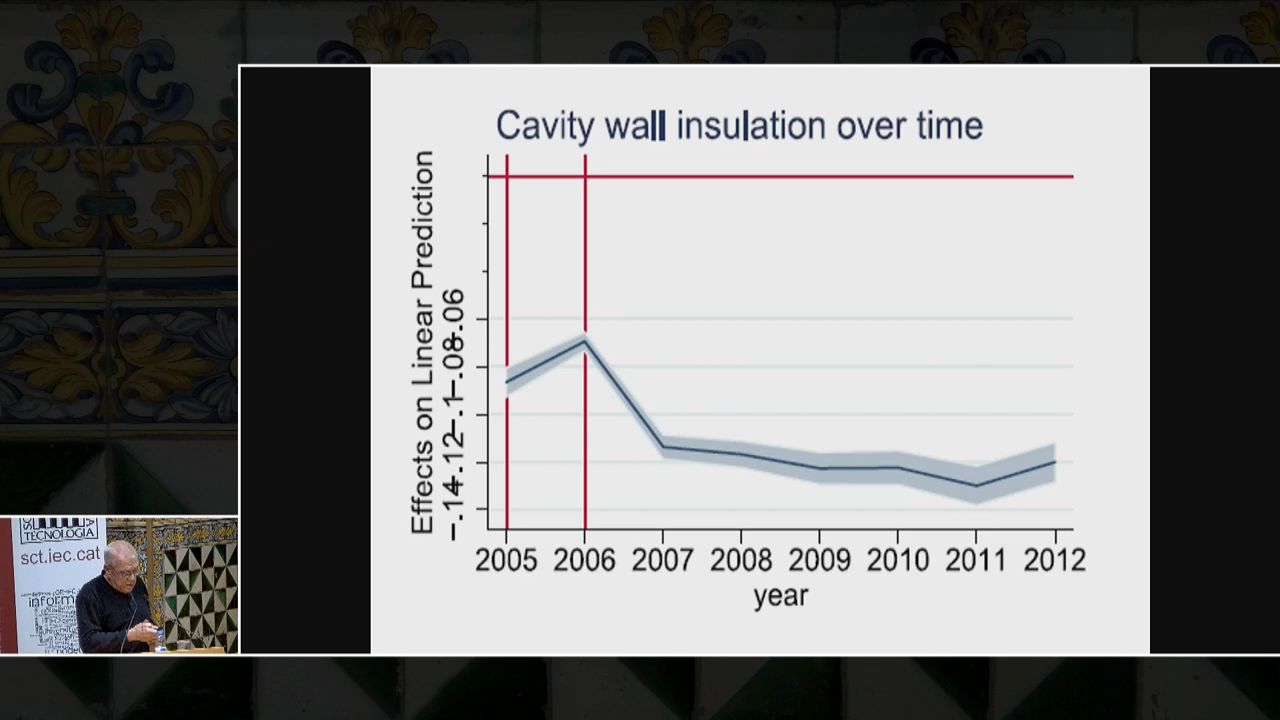 Cavity wall insulation over time
Effects on Linear Prediction
-.14-.12-.1-.08-.06
2005 2006 2007 2008 2009 2010 2011 2012
year
TECNOLOGIA
sct.iec.cat
inform